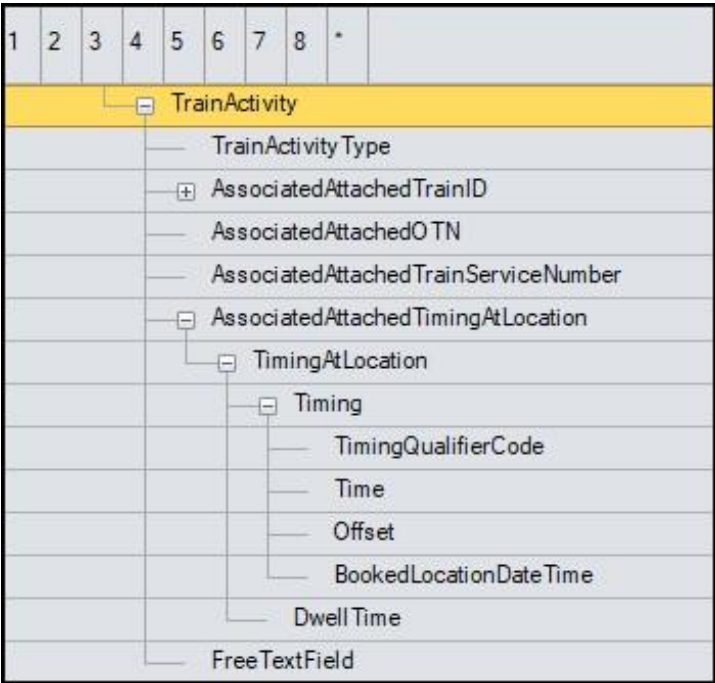 1 2 3 4 5 6 7 8 *
TrainActivity
TrainActivityType
AssociatedAttachedTrainID
AssociatedAttachedOTN
AssociatedAttachedTrainServiceNumber
AssociatedAttachedTimingAtLocation
TimingAtLocation
Timing
TimingQualifierCode
Time
Offset
BookedLocationDateTime
DwellTime
FreeTextField